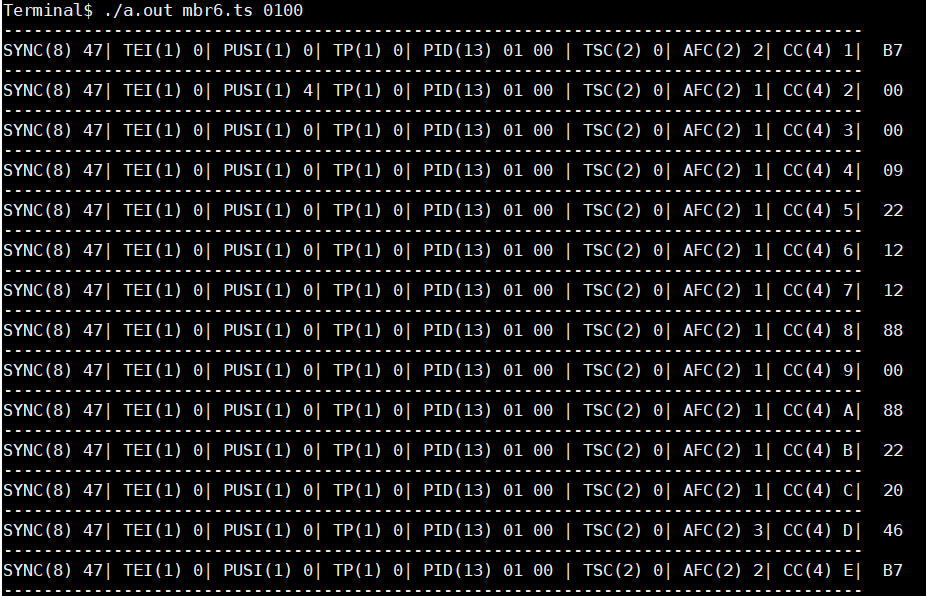 Terminal$ ./a.out mbr6.ts 0100
--------------------------------------------------------------------------------------
SYNC(8) 47| TEI(1) 0| PUSI(1) 0| TP(1) 0| PID(13) 01 00 | TSC(2) 0| AFC(2) 2| CC(4) 1|  B7
--------------------------------------------------------------------------------------
SYNC(8) 47| TEI(1) 0| PUSI(1) 4| TP(1) 0| PID(13) 01 00 | TSC(2) 0| AFC(2) 1| CC(4) 2|  00
--------------------------------------------------------------------------------------
SYNC(8) 47| TEI(1) 0| PUSI(1) 0| TP(1) 0| PID(13) 01 00 | TSC(2) 0| AFC(2) 1| CC(4) 3|  00
--------------------------------------------------------------------------------------
SYNC(8) 47| TEI(1) 0| PUSI(1) 0| TP(1) 0| PID(13) 01 00 | TSC(2) 0| AFC(2) 1| CC(4) 4|  09
--------------------------------------------------------------------------------------
SYNC(8) 47| TEI(1) 0| PUSI(1) 0| TP(1) 0| PID(13) 01 00 | TSC(2) 0| AFC(2) 1| CC(4) 5|  22
--------------------------------------------------------------------------------------
SYNC(8) 47| TEI(1) 0| PUSI(1) 0| TP(1) 0| PID(13) 01 00 | TSC(2) 0| AFC(2) 1| CC(4) 6|  12
--------------------------------------------------------------------------------------
SYNC(8) 47| TEI(1) 0| PUSI(1) 0| TP(1) 0| PID(13) 01 00 | TSC(2) 0| AFC(2) 1| CC(4) 7|  12
--------------------------------------------------------------------------------------
SYNC(8) 47| TEI(1) 0| PUSI(1) 0| TP(1) 0| PID(13) 01 00 | TSC(2) 0| AFC(2) 1| CC(4) 8|  88
--------------------------------------------------------------------------------------
SYNC(8) 47| TEI(1) 0| PUSI(1) 0| TP(1) 0| PID(13) 01 00 | TSC(2) 0| AFC(2) 1| CC(4) 9|  00
--------------------------------------------------------------------------------------
SYNC(8) 47| TEI(1) 0| PUSI(1) 0| TP(1) 0| PID(13) 01 00 | TSC(2) 0| AFC(2) 1| CC(4) A|  88
--------------------------------------------------------------------------------------
SYNC(8) 47| TEI(1) 0| PUSI(1) 0| TP(1) 0| PID(13) 01 00 | TSC(2) 0| AFC(2) 1| CC(4) B|  22
--------------------------------------------------------------------------------------
SYNC(8) 47| TEI(1) 0| PUSI(1) 0| TP(1) 0| PID(13) 01 00 | TSC(2) 0| AFC(2) 1| CC(4) C|  20
--------------------------------------------------------------------------------------
SYNC(8) 47| TEI(1) 0| PUSI(1) 0| TP(1) 0| PID(13) 01 00 | TSC(2) 0| AFC(2) 3| CC(4) D|  46
--------------------------------------------------------------------------------------
SYNC(8) 47| TEI(1) 0| PUSI(1) 0| TP(1) 0| PID(13) 01 00 | TSC(2) 0| AFC(2) 2| CC(4) E|  B7
--------------------------------------------------------------------------------------